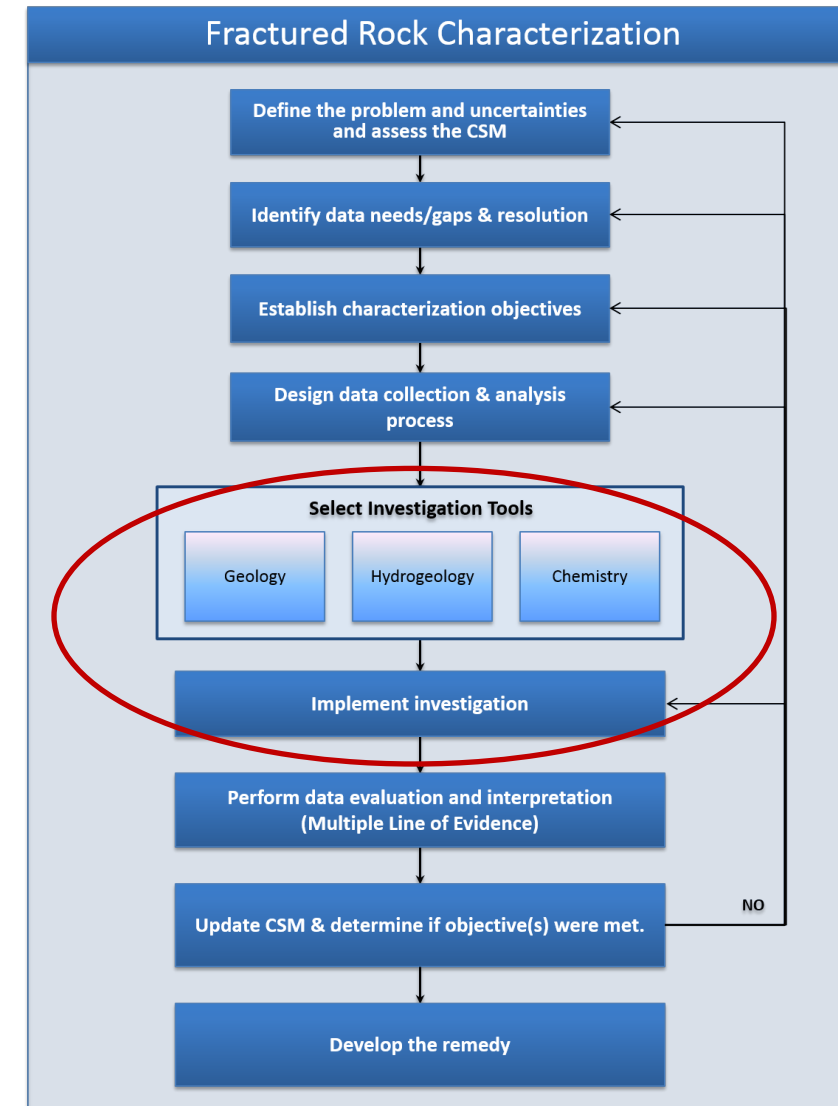 Fractured Rock Characterization
Define the problem and uncertainties
and assess the CSM
Identify data needs/gaps & resolution
Establish characterization objectives
Design data collection & analysis
process
Select Investigation Tools
Geology
Hydrogeology
Chemistry
Implement investigation
Perform data evaluation and interpretation
(Multiple Line of Evidence)
Update CSM & determine if objective(s) were met.
NO
Develop the remedy